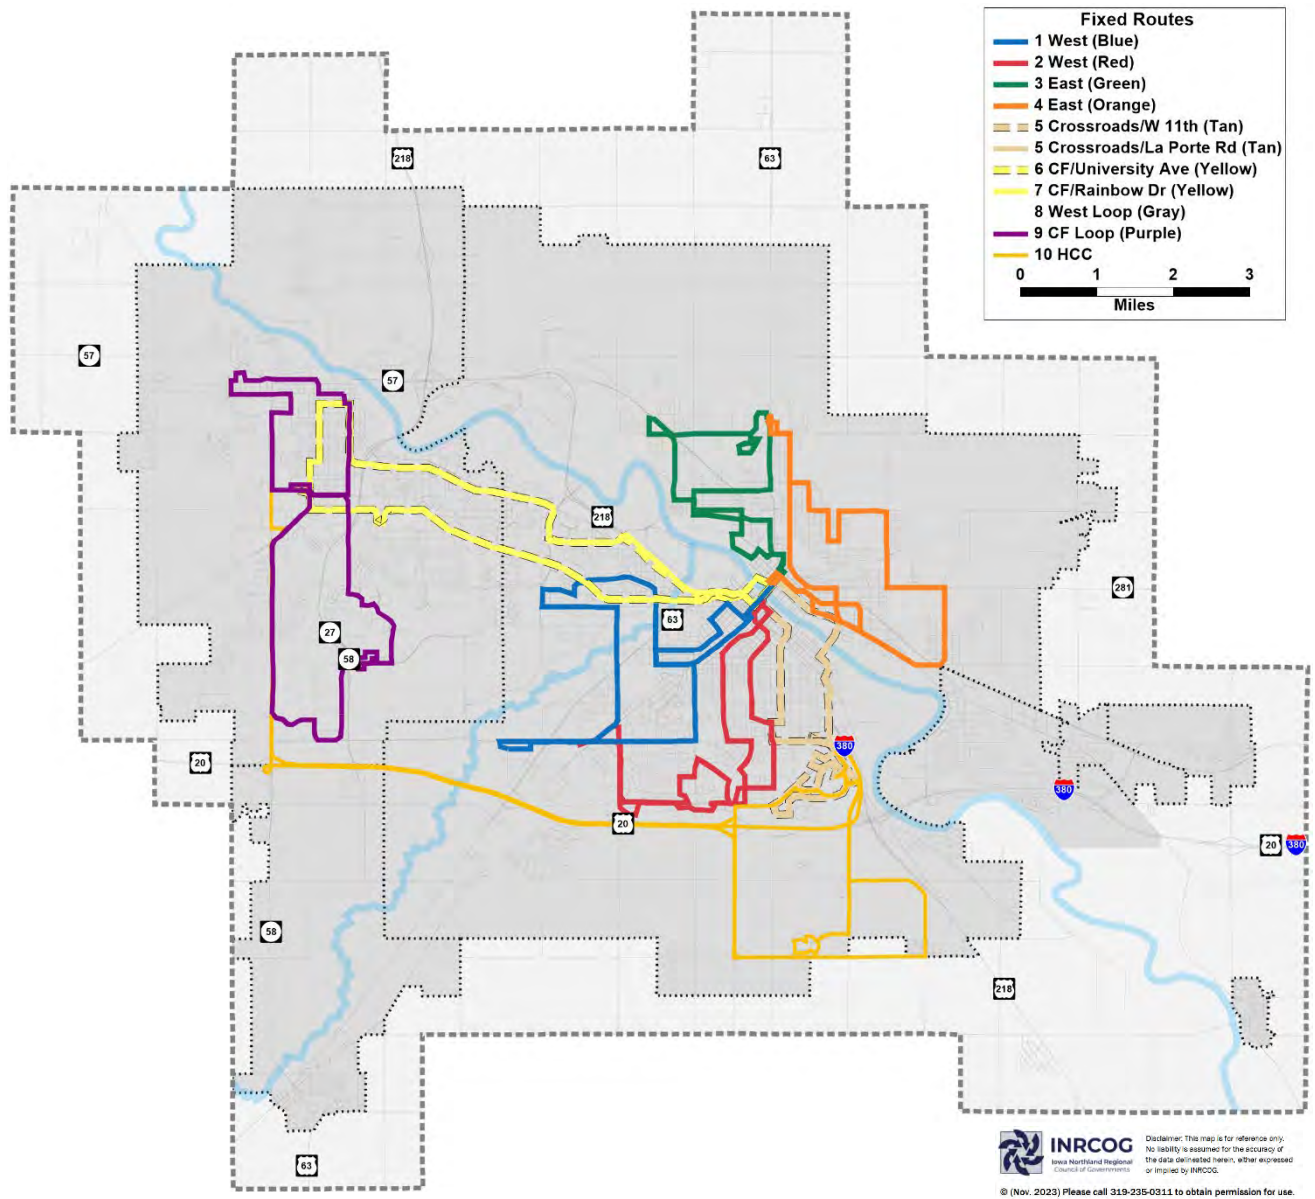 Fixed Routes
1 West (Blue)
2 West (Red)
3 East (Green)
4 East (Orange)
5 Crossroads/W 11th (Tan)
5 Crossroads/La Porte Rd (Tan)
6 CF/University Ave (Yellow)
7 CF/Rainbow Dr (Yellow)
8 West Loop (Gray)
9 CF Loop (Purple)
10 HCC
0 1 2 3
Miles
218
63
57
57
218
281
63
27
58
380
20
380
20
20
380
58
218
63
INRCOG
Iowa Northland Regional
Council of Governments
Disclaimer: This map is for reference only.
No liability is assumed for the accuracy of
the data delineated herein, either expressed
or implied by INRCOG.
© (Nov. 2023) Please call 319-235-0311 to obtain permission for use.